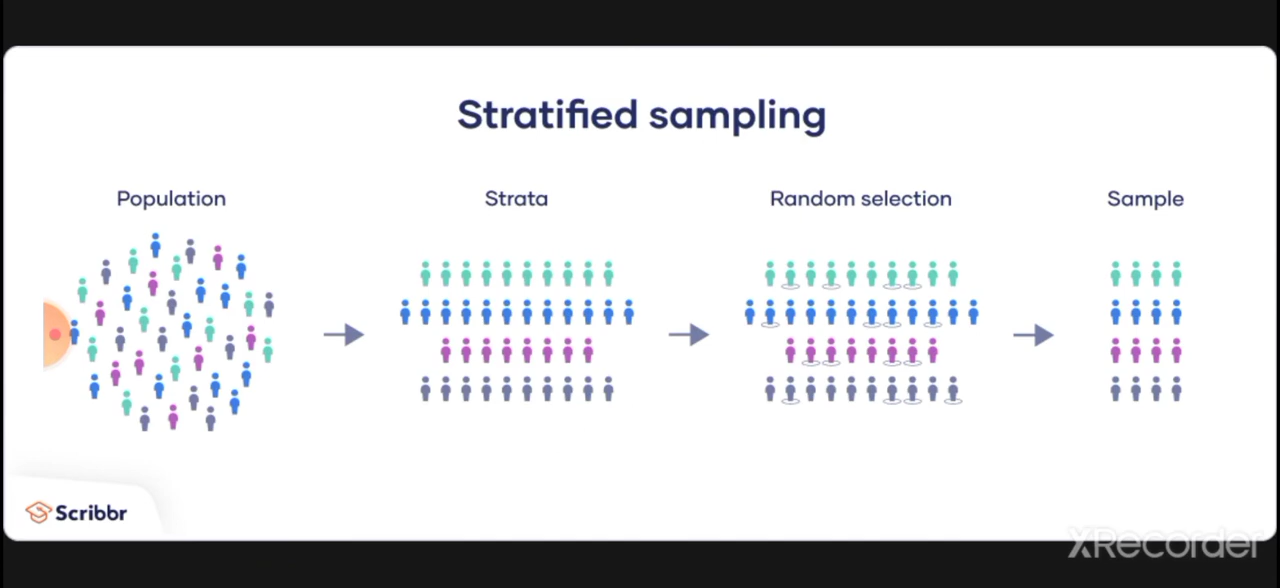 Stratified sampling
Population
Strata
Random selection
Sample
Scribbr
XRecorder